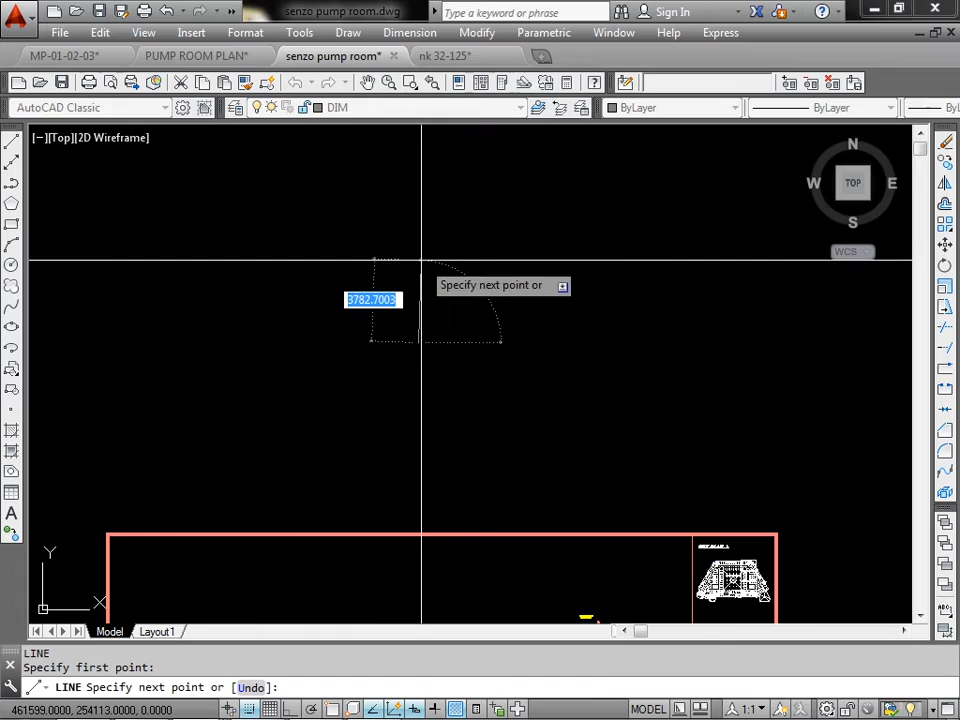 senzo pump room.dwg
Type a keyword or phrase
Sign In
File Edit View Insert Format Tools Draw Dimension Modify Parametric Window Help Express
MP-01-02-03* PUMP ROOM PLAN* senzo pump room* nk 32-125*
AutoCAD Classic DIM ByLayer ByLayer ByL
[−][Top][2D Wireframe]
N
W TOP E
S
WCS
Specify next point or
3782.7003
Y
X
Model Layout1
LINE
Specify first point:
LINE Specify next point or [Undo]:
461599.0000, 254113.0000, 0.0000 MODEL 1:1